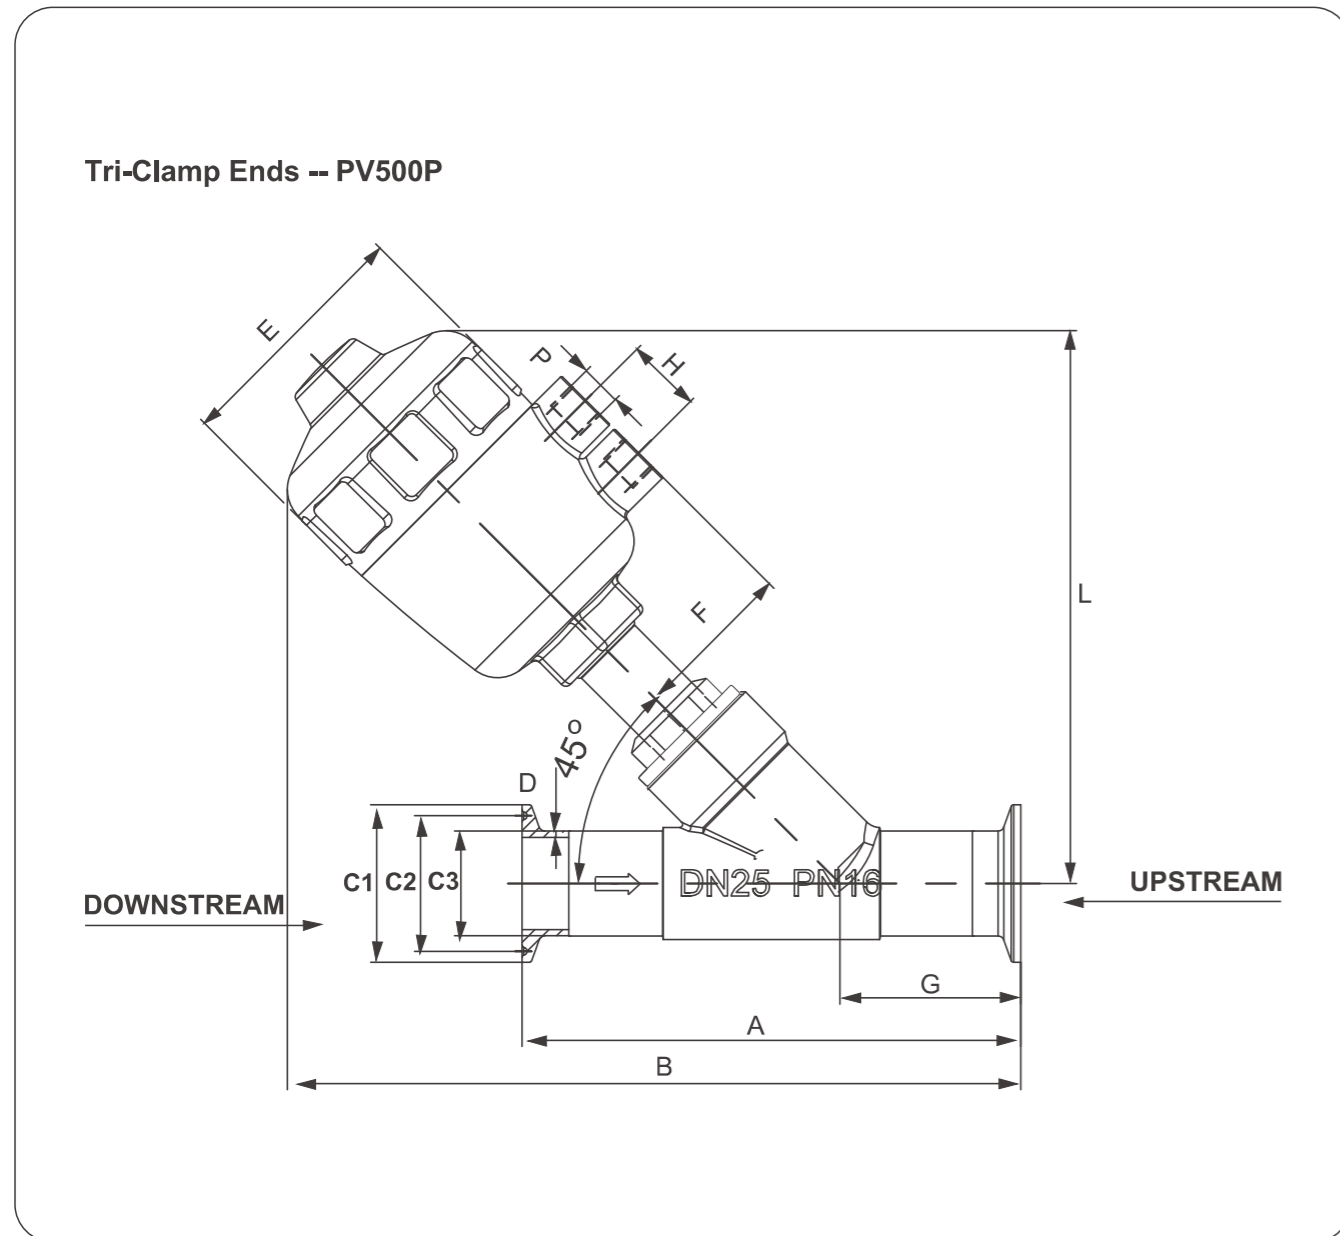 Tri-Clamp Ends -- PV500P
E
P
H
L
F
45°
D
C1
C2
C3
DN25 PN16
DOWNSTREAM
UPSTREAM
G
A
B